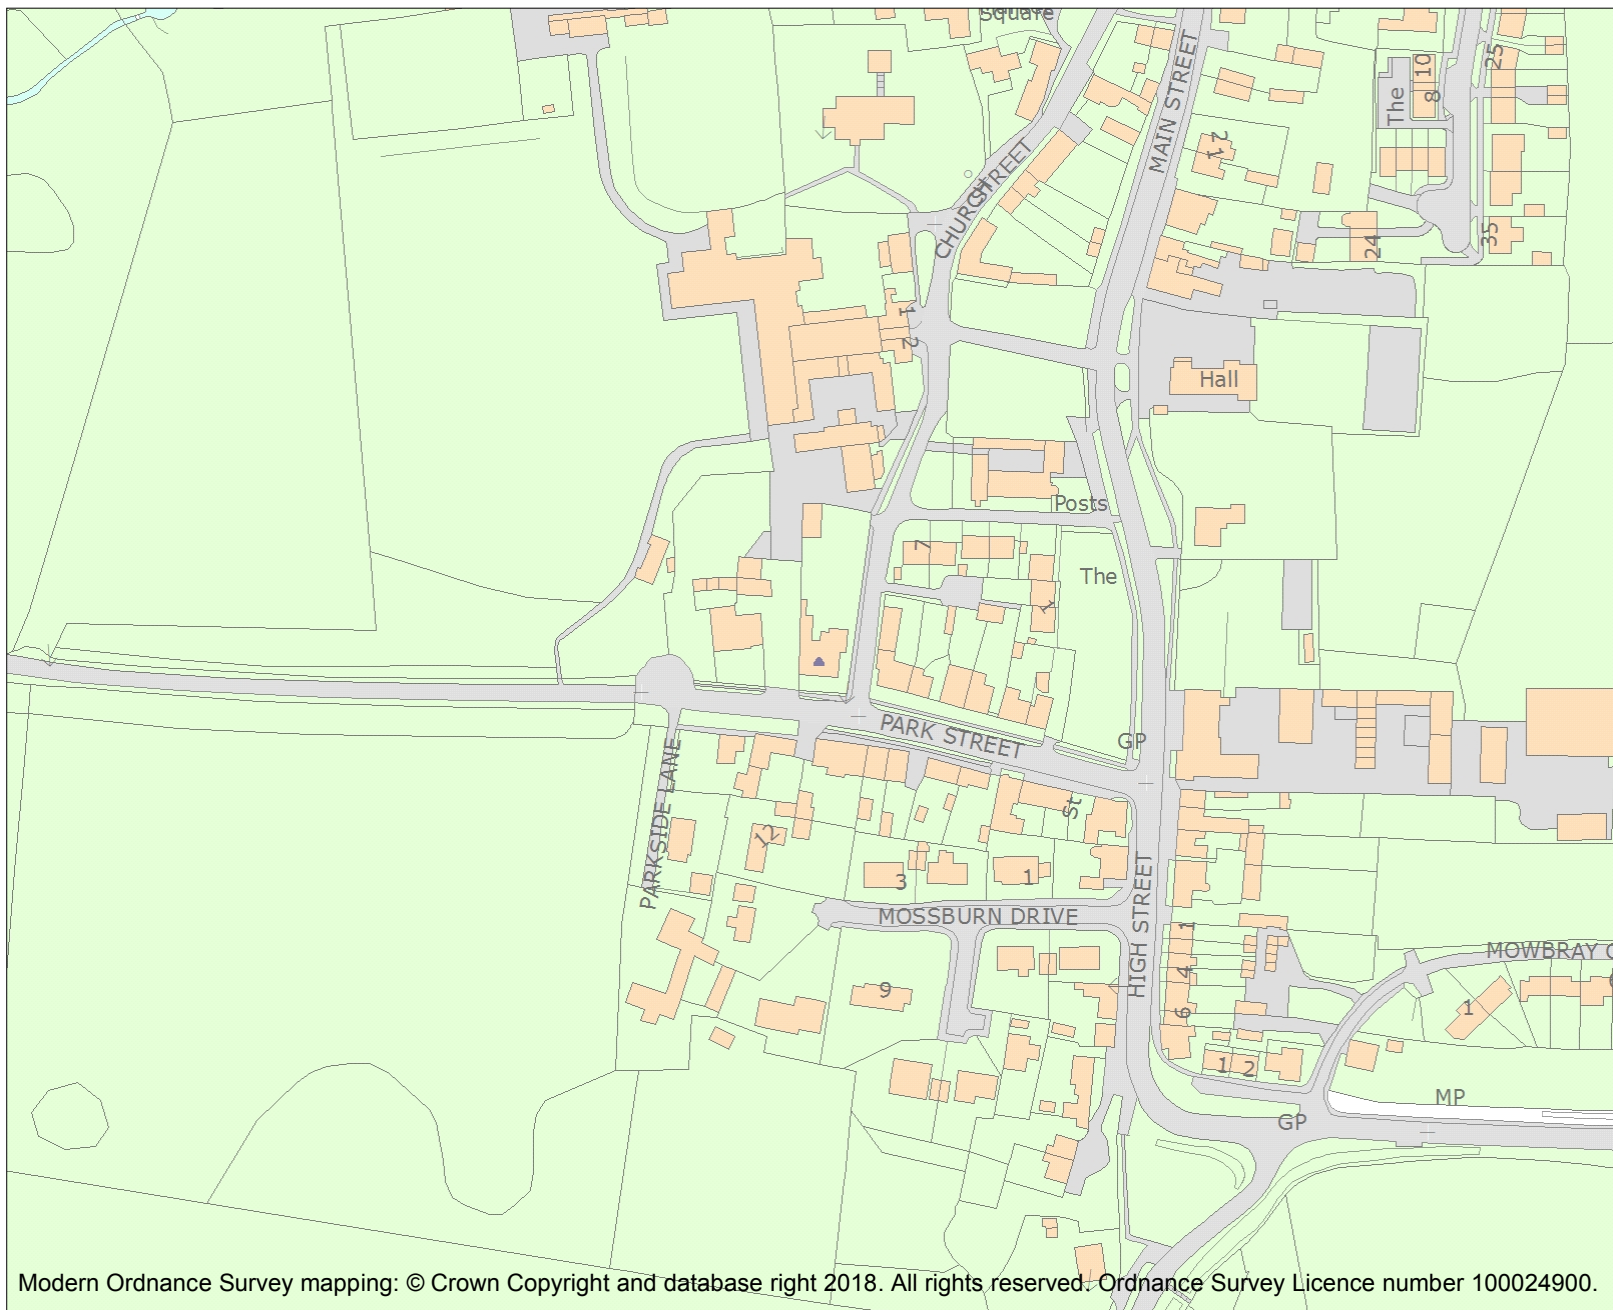 Square
MAIN STREET
25
10
8
The
21
CHURCH STREET
24
35
1
2
Hall
Posts
7
The
1
PARK STREET
GP
PARKSIDE LANE
St
12
3
1
MOSSBURN DRIVE
HIGH STREET
1
4
6
9
MOWBRAY
1
1
2
MP
GP
Modern Ordnance Survey mapping: © Crown Copyright and database right 2018. All rights reserved. Ordnance Survey Licence number 100024900.